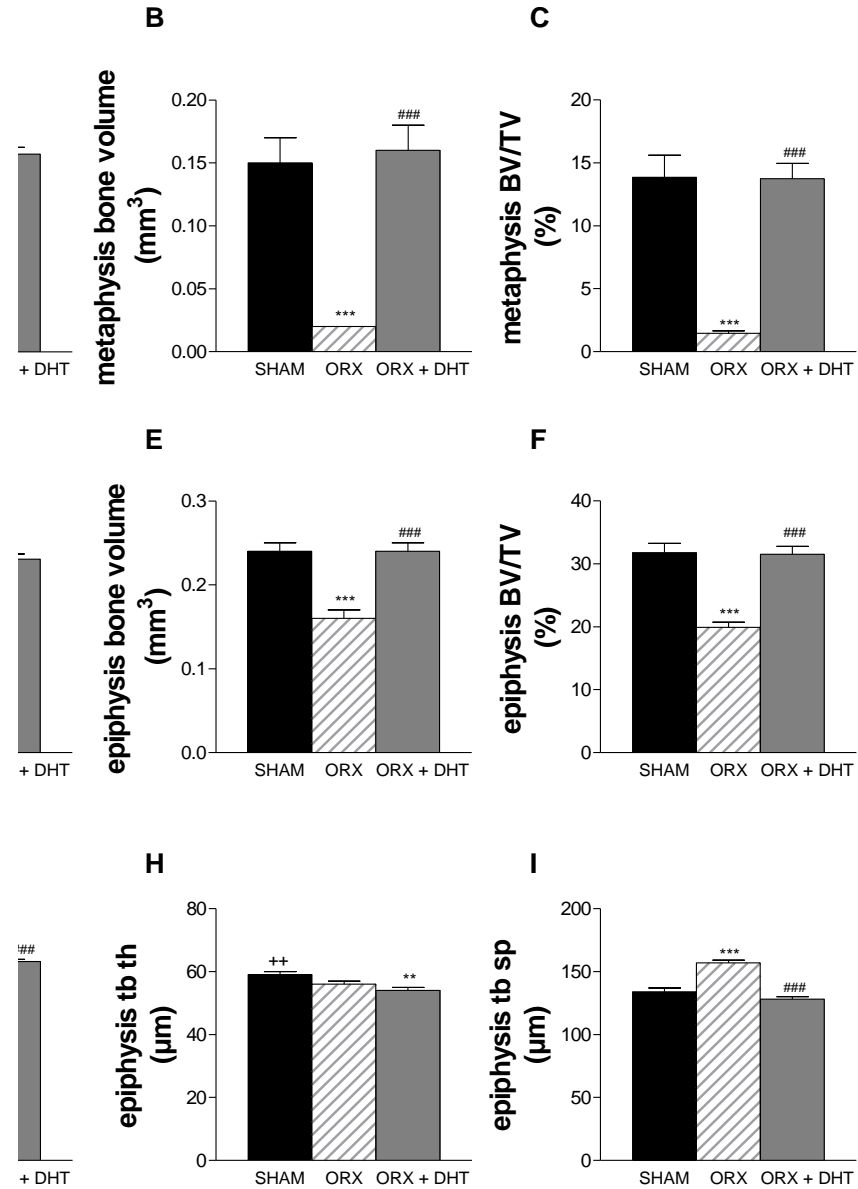 B
metaphysis bone volume
(mm³)
0.20
0.15
0.10
0.05
0.00
###
***
SHAM ORX ORX + DHT
C
metaphysis BV/TV
(%)
20
15
10
5
0
###
***
SHAM ORX ORX + DHT
+ DHT
E
epiphysis bone volume
(mm³)
0.3
0.2
0.1
0.0
###
***
SHAM ORX ORX + DHT
F
epiphysis BV/TV
(%)
40
30
20
10
0
###
***
SHAM ORX ORX + DHT
+ DHT
H
epiphysis tb th
(µm)
80
60
40
20
0
++
**
SHAM ORX ORX + DHT
I
epiphysis tb sp
(µm)
200
150
100
50
0
***
###
SHAM ORX ORX + DHT
###
+ DHT